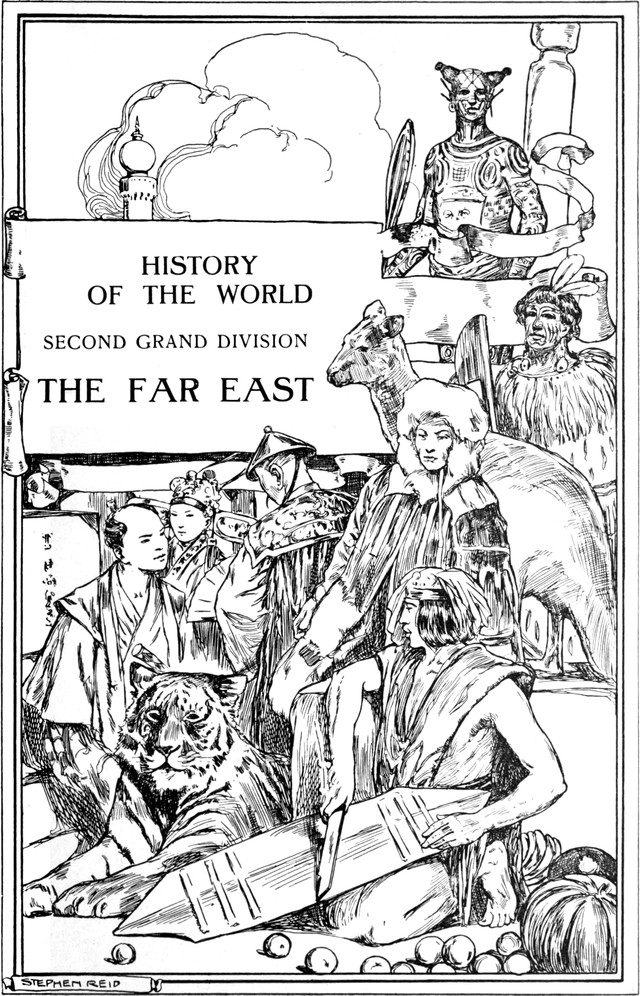 HISTORY
OF THE WORLD
SECOND GRAND DIVISION
THE FAR EAST
STEPHEN REID